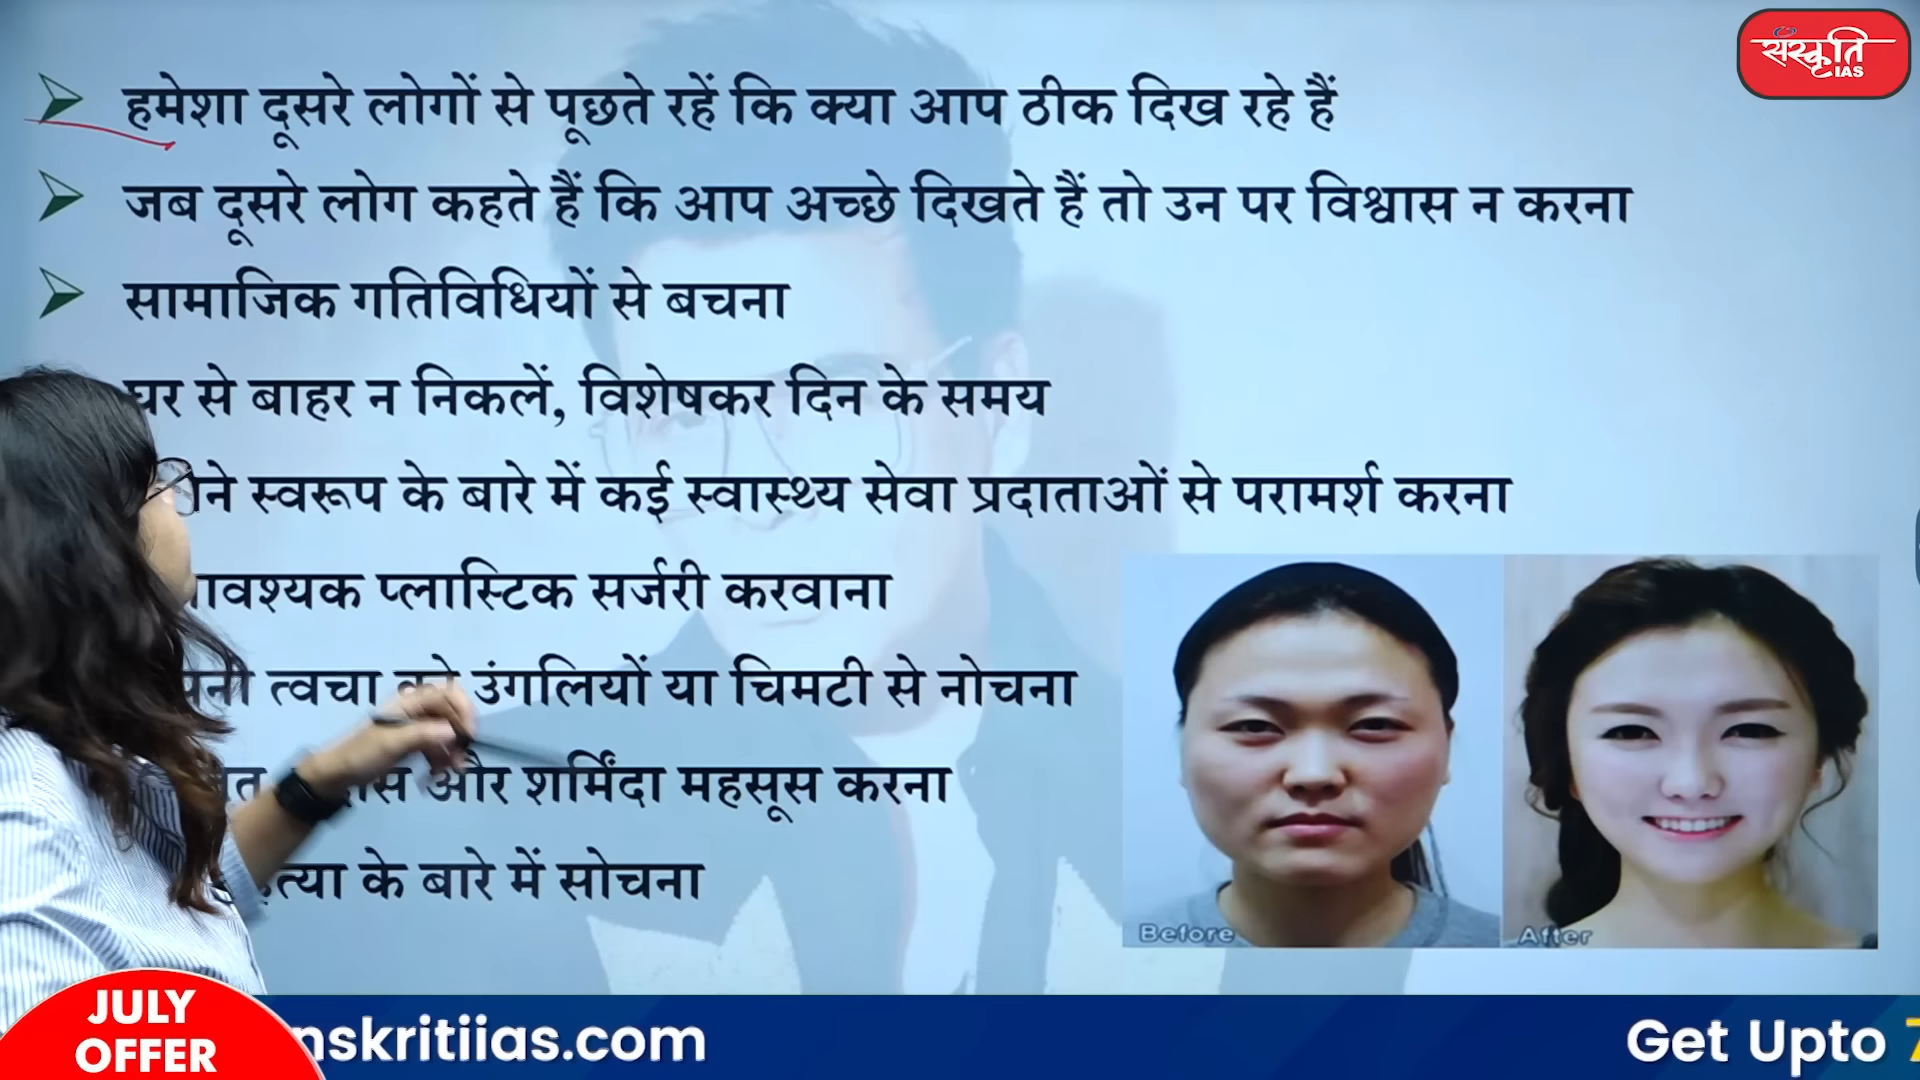 संस्कृति
IAS
हमेशा दूसरे लोगों से पूछते रहें कि क्या आप ठीक दिख रहे हैं
जब दूसरे लोग कहते हैं कि आप अच्छे दिखते हैं तो उन पर विश्वास न करना
सामाजिक गतिविधियों से बचना
घर से बाहर न निकलें, विशेषकर दिन के समय
स्वरूप के बारे में कई स्वास्थ्य सेवा प्रदाताओं से परामर्श करना
प्लास्टिक सर्जरी करवाना
त्वचा को उंगलियों या चिमटी से नोचना
और शर्मिंदा महसूस करना
के बारे में सोचना
Before
After
JULY
OFFER
nskritiias.com
Get Upto 7